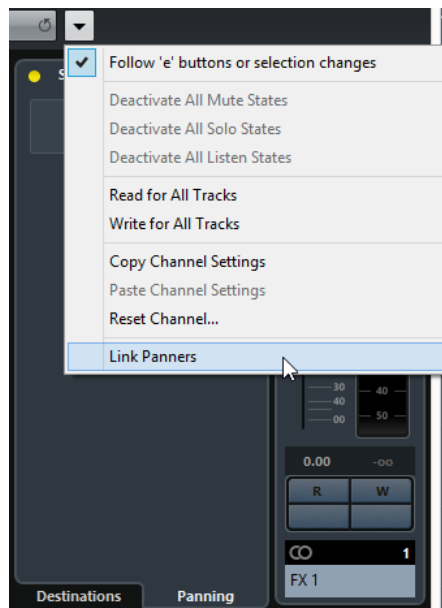 S
Follow 'e' buttons or selection changes
Deactivate All Mute States
Deactivate All Solo States
Deactivate All Listen States
Read for All Tracks
Write for All Tracks
Copy Channel Settings
Paste Channel Settings
Reset Channel...
Link Panners
30
40
40
00
50
0.00
-oo
R
W
1
FX 1
Destinations
Panning